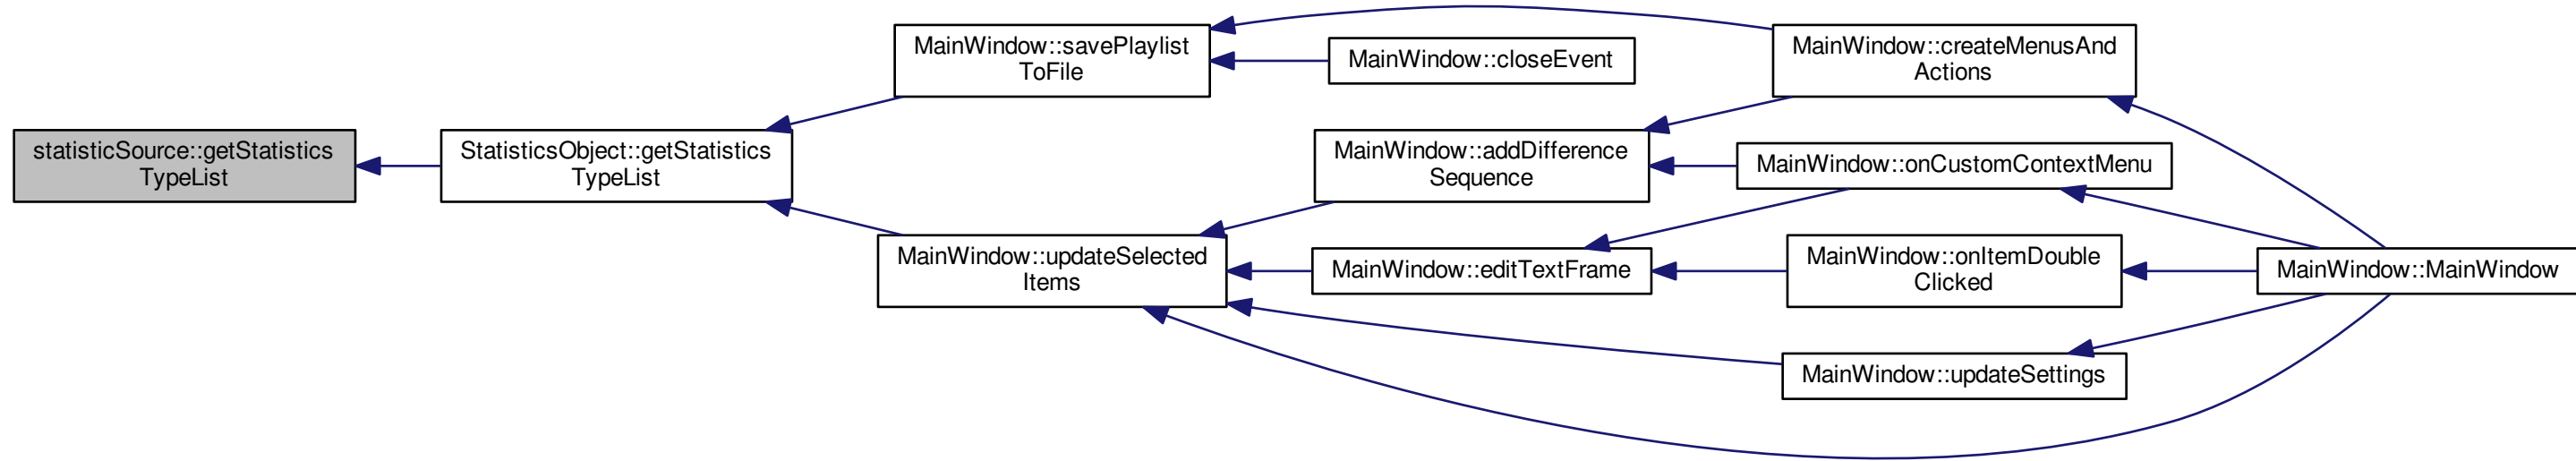 statisticSource::getStatistics
TypeList
StatisticsObject::getStatistics
TypeList
MainWindow::savePlaylist
ToFile
MainWindow::updateSelected
Items
MainWindow::closeEvent
MainWindow::addDifference
Sequence
MainWindow::editTextFrame
MainWindow::createMenusAnd
Actions
MainWindow::onCustomContextMenu
MainWindow::onItemDouble
Clicked
MainWindow::updateSettings
MainWindow::MainWindow